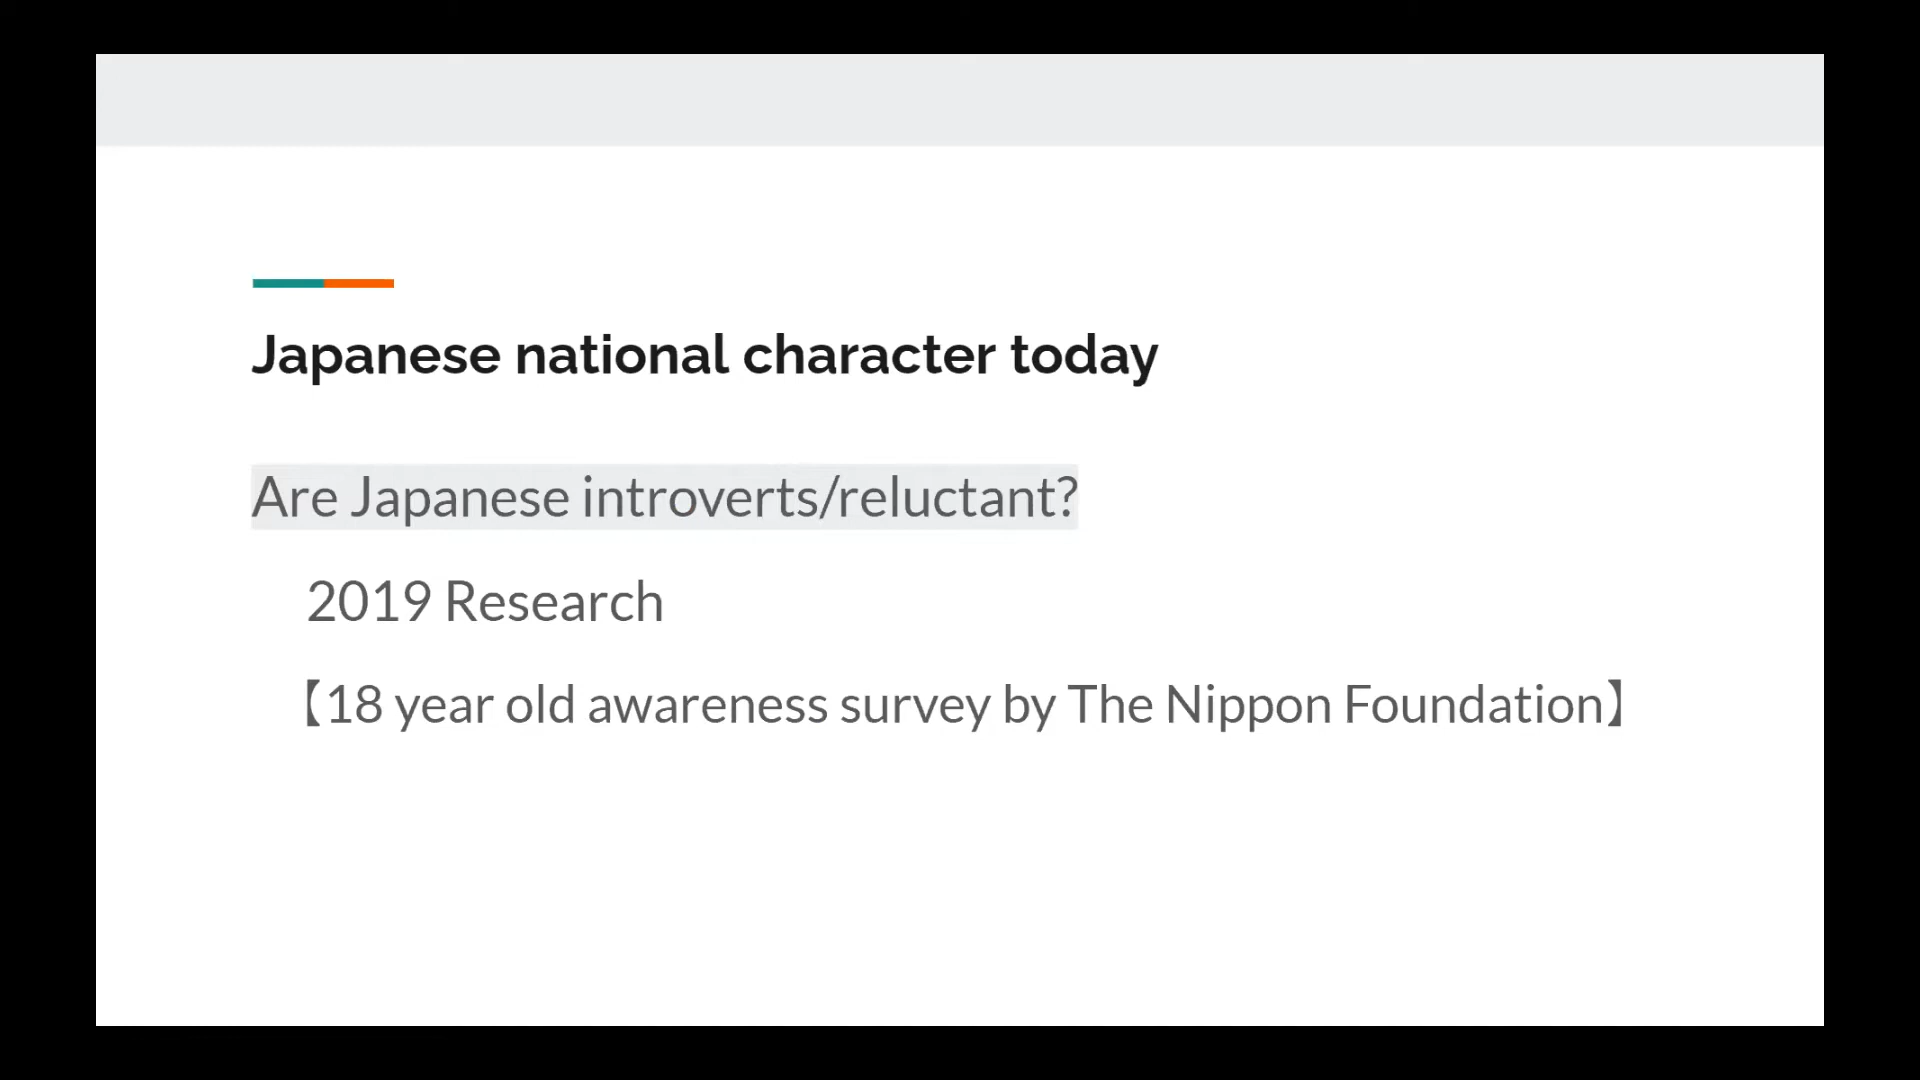 Japanese national character today
Are Japanese introverts/reluctant?
2019 Research
【18 year old awareness survey by The Nippon Foundation】